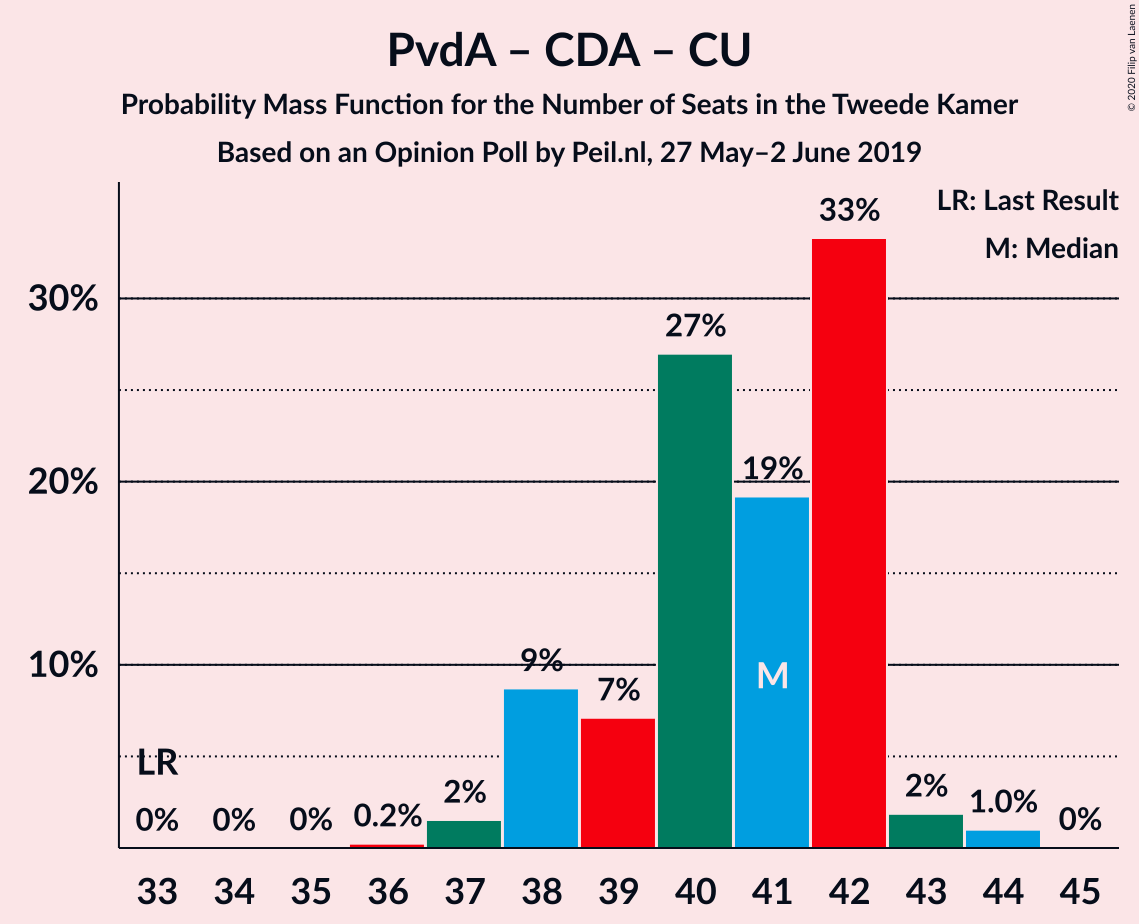 PvdA – CDA – CU
Probability Mass Function for the Number of Seats in the Tweede Kamer
Based on an Opinion Poll by Peil.nl, 27 May–2 June 2019
© 2020 Filip van Laenen
LR: Last Result
M: Median
33%
30%
27%
20%
19%
10%
9%
7%
M
LR
0%
0%
0%
0.2%
2%
2%
1.0%
0%
33 34 35 36 37 38 39 40 41 42 43 44 45